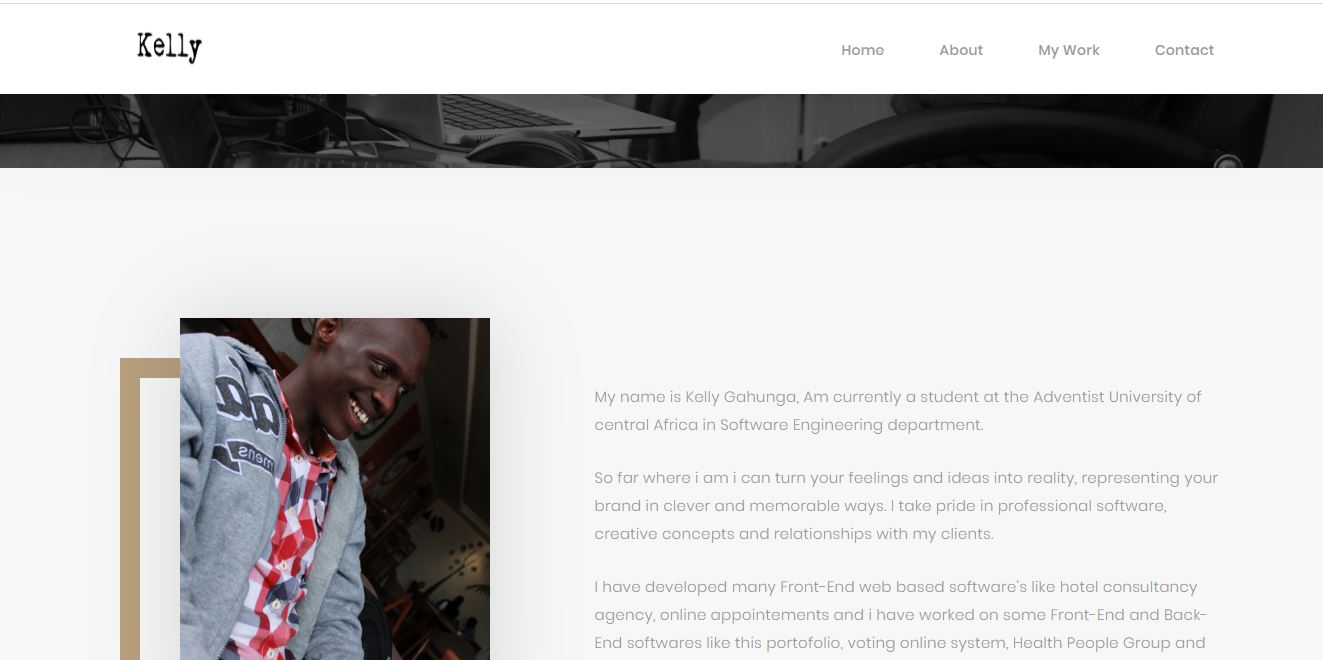 Kelly
Home About My Work Contact
My name is Kelly Gahunga, Am currently a student at the Adventist University of
central Africa in Software Engineering department.
So far where i am i can turn your feelings and ideas into reality, representing your
brand in clever and memorable ways. I take pride in professional software,
creative concepts and relationships with my clients.
I have developed many Front-End web based software's like hotel consultancy
agency, online appointements and i have worked on some Front-End and Back-
End softwares like this portofolio, voting online system, Health People Group and